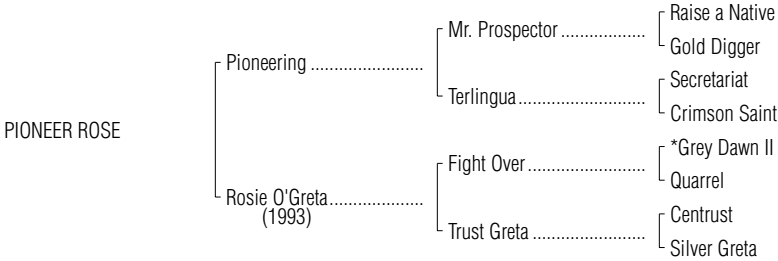 Raise a Native
Mr. Prospector ...................
Gold Digger
Pioneering .......................
Secretariat
Terlingua ...........................
Crimson Saint
PIONEER ROSE
*Grey Dawn II
Fight Over .........................
Quarrel
Rosie O'Greta ...................
(1993)
Centrust
Trust Greta ........................
Silver Greta